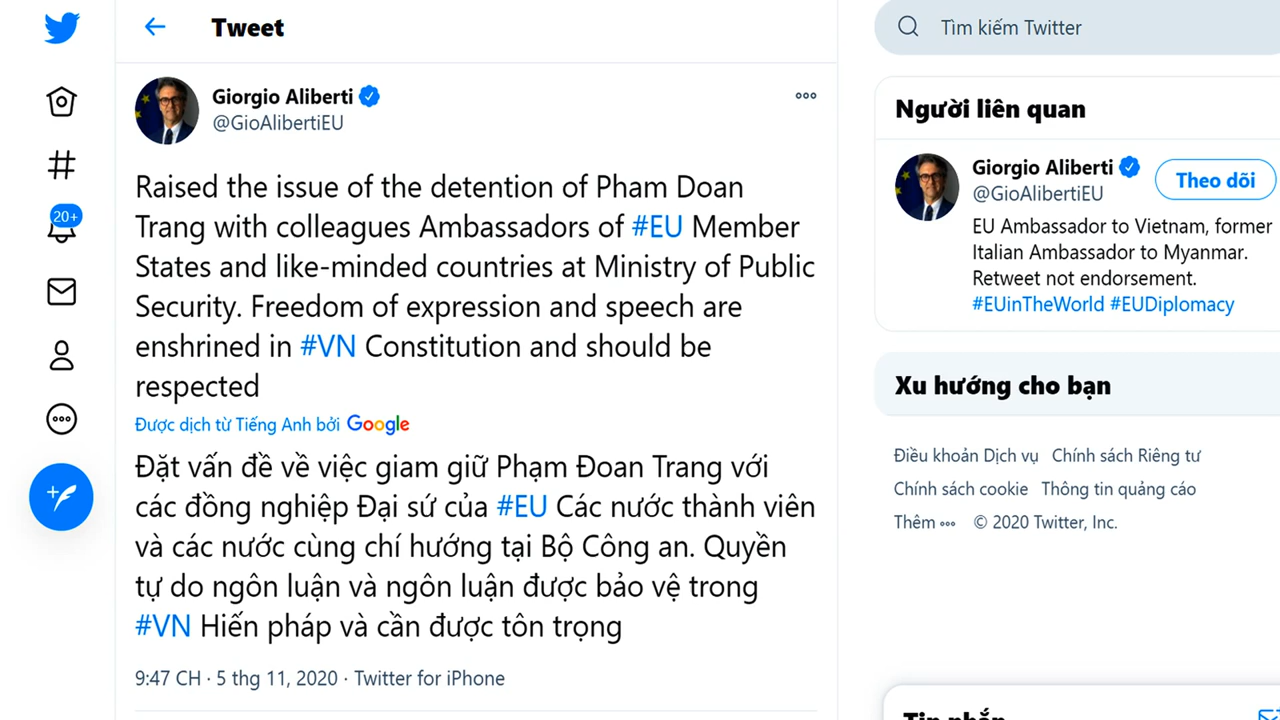 Tweet
Giorgio Aliberti
@GioAlibertiEU
Raised the issue of the detention of Pham Doan
Trang with colleagues Ambassadors of #EU Member
States and like-minded countries at Ministry of Public
Security. Freedom of expression and speech are
enshrined in #VN Constitution and should be
respected
Được dịch từ Tiếng Anh bởi Google
Đặt vấn đề về việc giam giữ Phạm Đoan Trang với
các đồng nghiệp Đại sứ của #EU Các nước thành viên
và các nước cùng chí hướng tại Bộ Công an. Quyền
tự do ngôn luận và ngôn luận được bảo vệ trong
#VN Hiến pháp và cần được tôn trọng
9:47 CH · 5 thg 11, 2020 · Twitter for iPhone
20+
Tìm kiếm Twitter
Người liên quan
Giorgio Aliberti
@GioAlibertiEU
Theo dõi
EU Ambassador to Vietnam, former
Italian Ambassador to Myanmar.
Retweet not endorsement.
#EUinTheWorld #EUDiplomacy
Xu hướng cho bạn
Điều khoản Dịch vụ Chính sách Riêng tư
Chính sách cookie Thông tin quảng cáo
Thêm © 2020 Twitter, Inc.
Tin nhắn